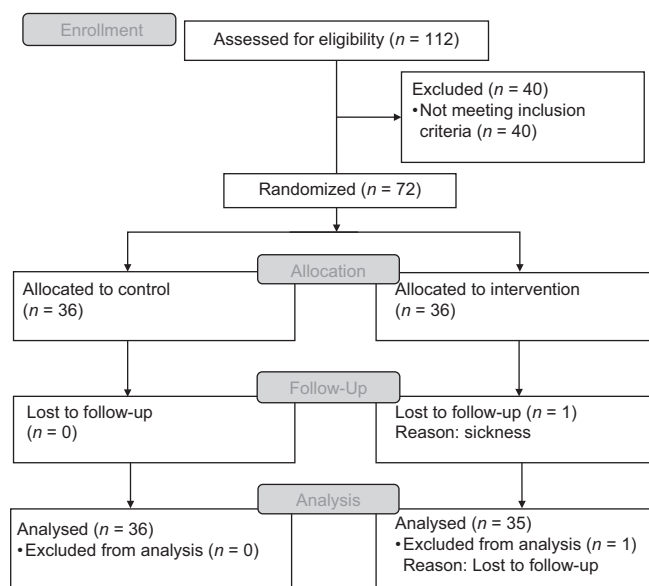 Enrollment
Assessed for eligibility (n = 112)
Excluded (n = 40)
•Not meeting inclusion
criteria (n = 40)
Randomized (n = 72)
Allocation
Allocated to control
(n = 36)
Allocated to intervention
(n = 36)
Follow-Up
Lost to follow-up
(n = 0)
Lost to follow-up (n = 1)
Reason: sickness
Analysis
Analysed (n = 36)
•Excluded from analysis (n = 0)
Analysed (n = 35)
•Excluded from analysis (n = 1)
Reason: Lost to follow-up